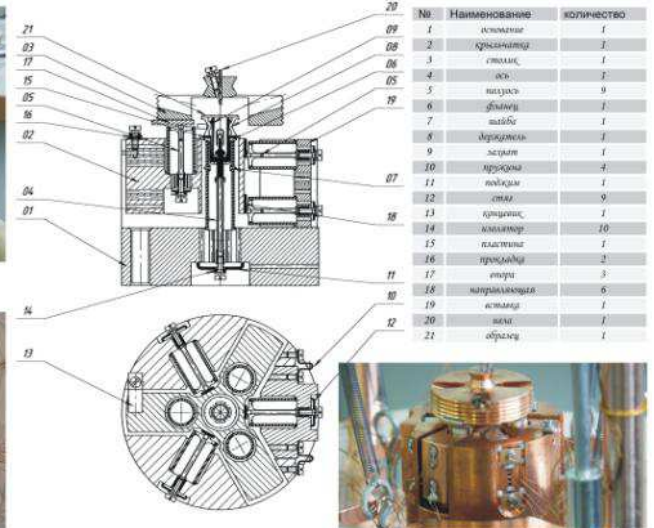 20
21
03
17
15
05
16
02
04
01
14
13
09
08
06
05
19
07
18
11
10
12
№ Наименование количество
1 основание 1
2 крыльчатка 1
3 столик 1
4 ось 1
5 полуось 9
6 фланец 1
7 шайба 1
8 держатель 1
9 захват 1
10 пружина 4
11 поджим 1
12 стяг 9
13 концевик 1
14 изолятор 10
15 пластина 1
16 прокладка 2
17 опора 3
18 направляющая 6
19 вставка 1
20 игла 1
21 образец 1